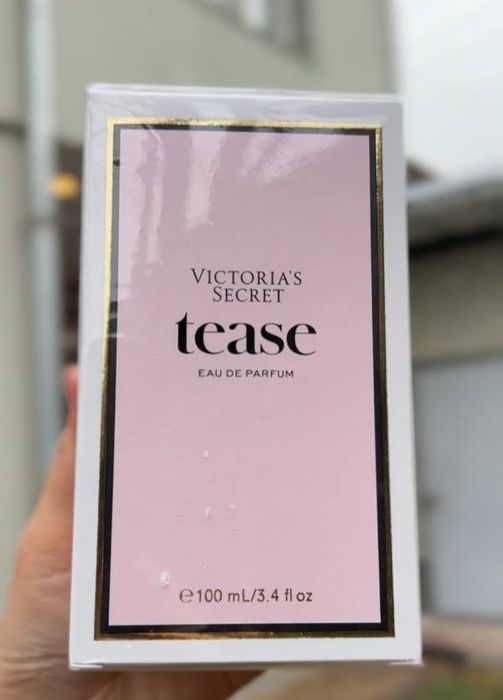 VICTORIA'S
SECRET
tease
EAU DE PARFUM
℮100 mL/3.4 fl oz